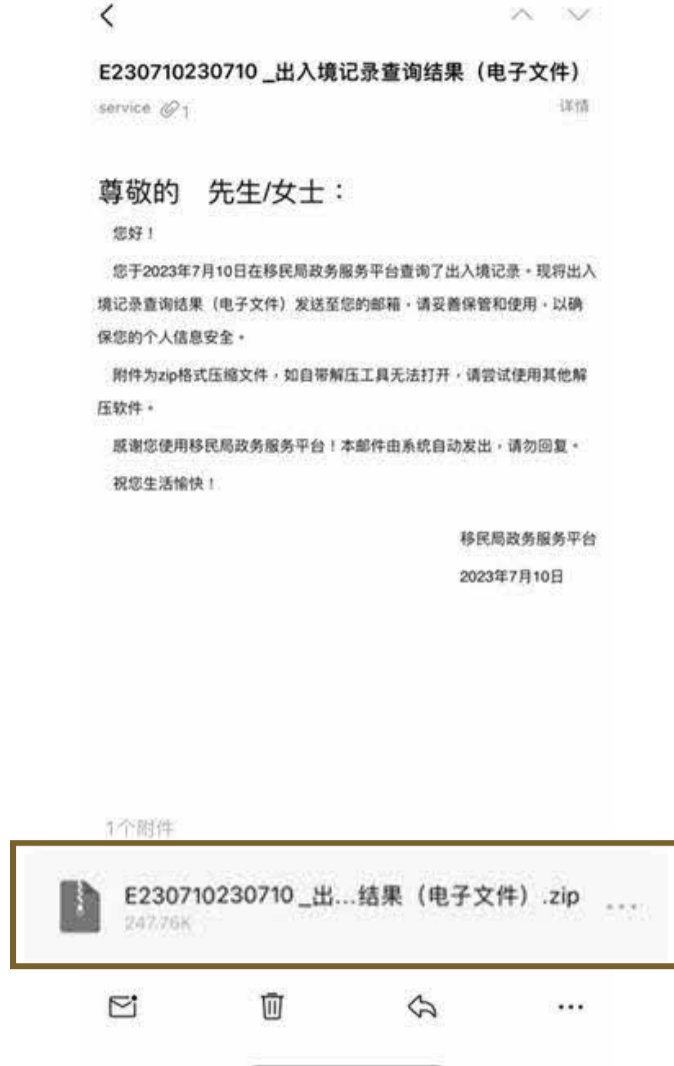 E230710230710 _出入境记录查询结果（电子文件）
service 1
详情
尊敬的 先生/女士：
您好！
您于2023年7月10日在移民局政务服务平台查询了出入境记录。现将出入
境记录查询结果（电子文件）发送至您的邮箱，请妥善保管和使用，以确
保您的个人信息安全。
附件为zip格式压缩文件，如自带解压工具无法打开，请尝试使用其他解
压软件。
感谢您使用移民局政务服务平台！本邮件由系统自动发出，请勿回复。
祝您生活愉快！
移民局政务服务平台
2023年7月10日
1个附件
E230710230710 _出...结果（电子文件）.zip
247.76K